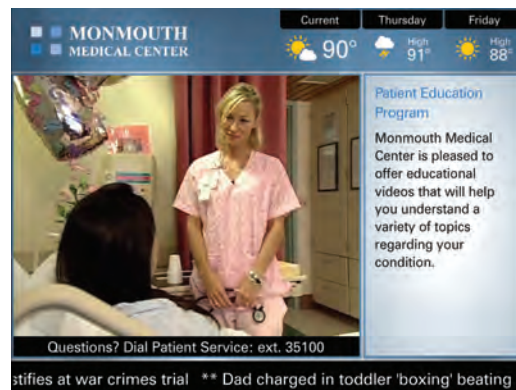 MONMOUTH
MEDICAL CENTER
Current
Thursday
Friday
90°
High
91°
High
88°
Patient Education
Program
Monmouth Medical
Center is pleased to
offer educational
videos that will help
you understand a
variety of topics
regarding your
condition.
Questions? Dial Patient Service: ext. 35100
stifies at war crimes trial ** Dad charged in toddler 'boxing' beating